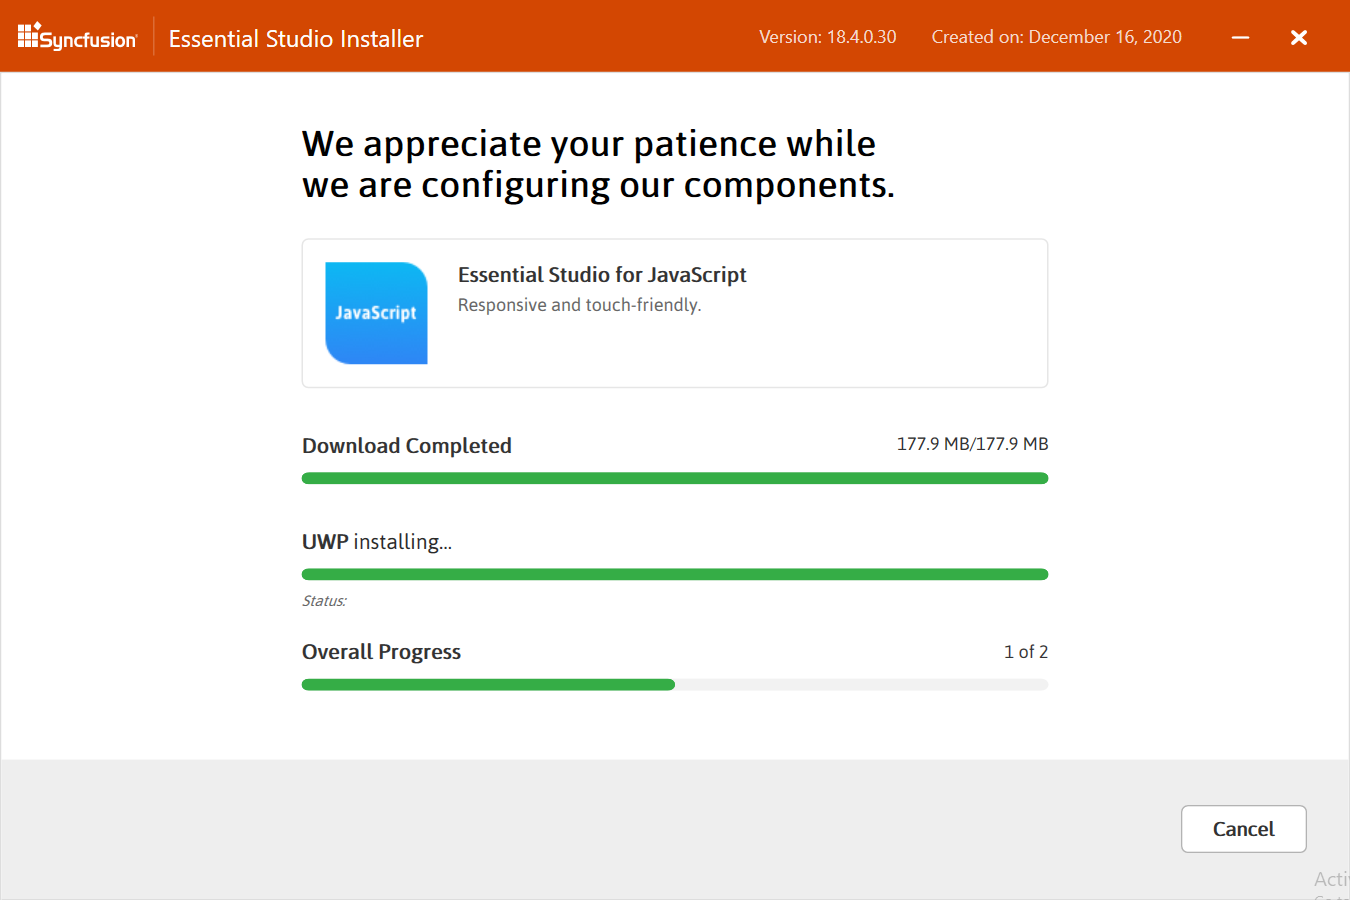 Syncfusion
Essential Studio Installer
Version: 18.4.0.30
Created on: December 16, 2020
We appreciate your patience while
we are configuring our components.
JavaScript
Essential Studio for JavaScript
Responsive and touch-friendly.
Download Completed
177.9 MB/177.9 MB
UWP installing...
Status:
Overall Progress
1 of 2
Cancel
Acti